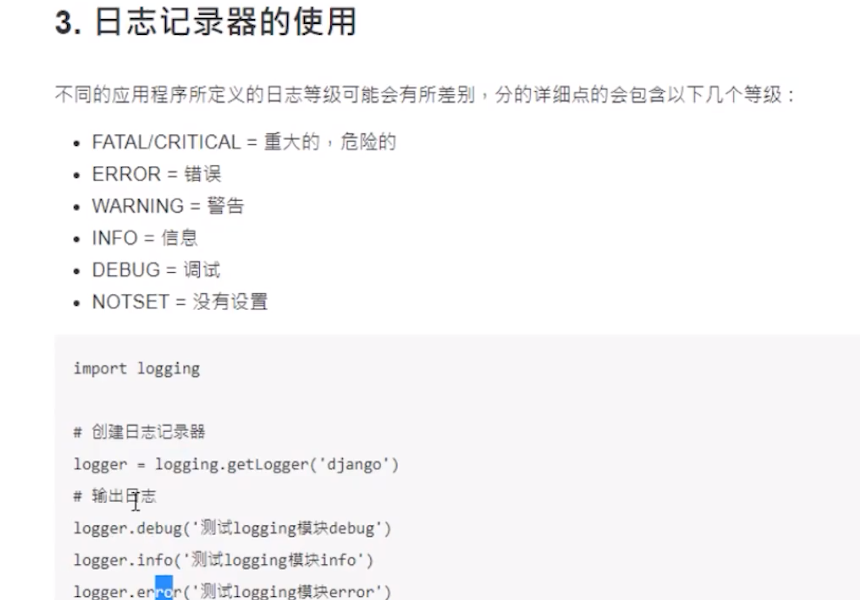 3. 日志记录器的使用
不同的应用程序所定义的日志等级可能会有所差别，分的详细点的会包含以下几个等级：
• FATAL/CRITICAL = 重大的，危险的
• ERROR = 错误
• WARNING = 警告
• INFO = 信息
• DEBUG = 调试
• NOTSET = 没有设置
import logging
# 创建日志记录器
logger = logging.getLogger('django')
# 输出日志
logger.debug('测试logging模块debug')
logger.info('测试logging模块info')
logger.error('测试logging模块error')